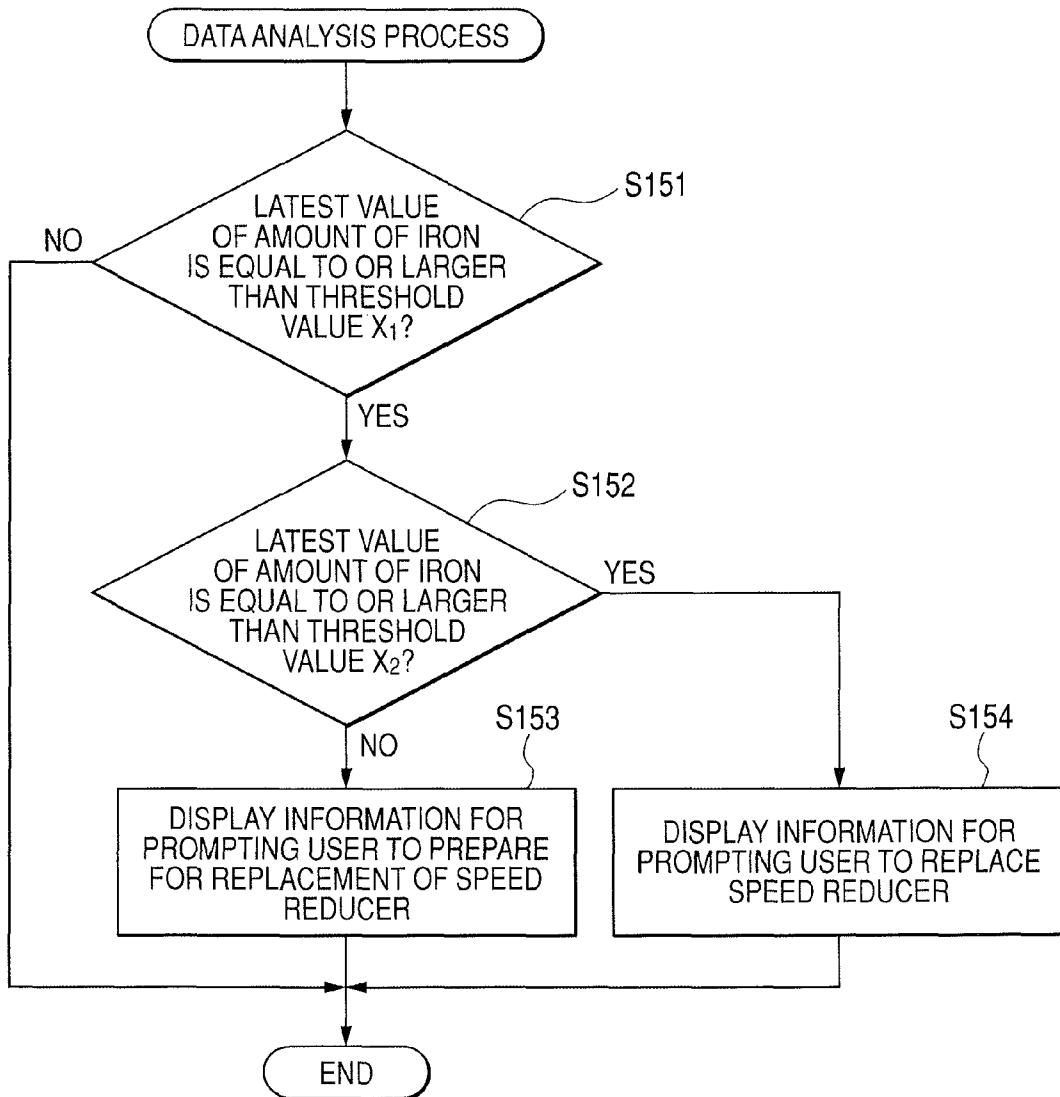 DATA ANALYSIS PROCESS
S151
LATEST VALUE
OF AMOUNT OF IRON
IS EQUAL TO OR LARGER
THAN THRESHOLD
VALUE X₁?
NO
YES
S152
LATEST VALUE
OF AMOUNT OF IRON
IS EQUAL TO OR LARGER
THAN THRESHOLD
VALUE X₂?
YES
NO
S153
DISPLAY INFORMATION FOR
PROMPTING USER TO PREPARE
FOR REPLACEMENT OF SPEED
REDUCER
S154
DISPLAY INFORMATION FOR
PROMPTING USER TO REPLACE
SPEED REDUCER
END